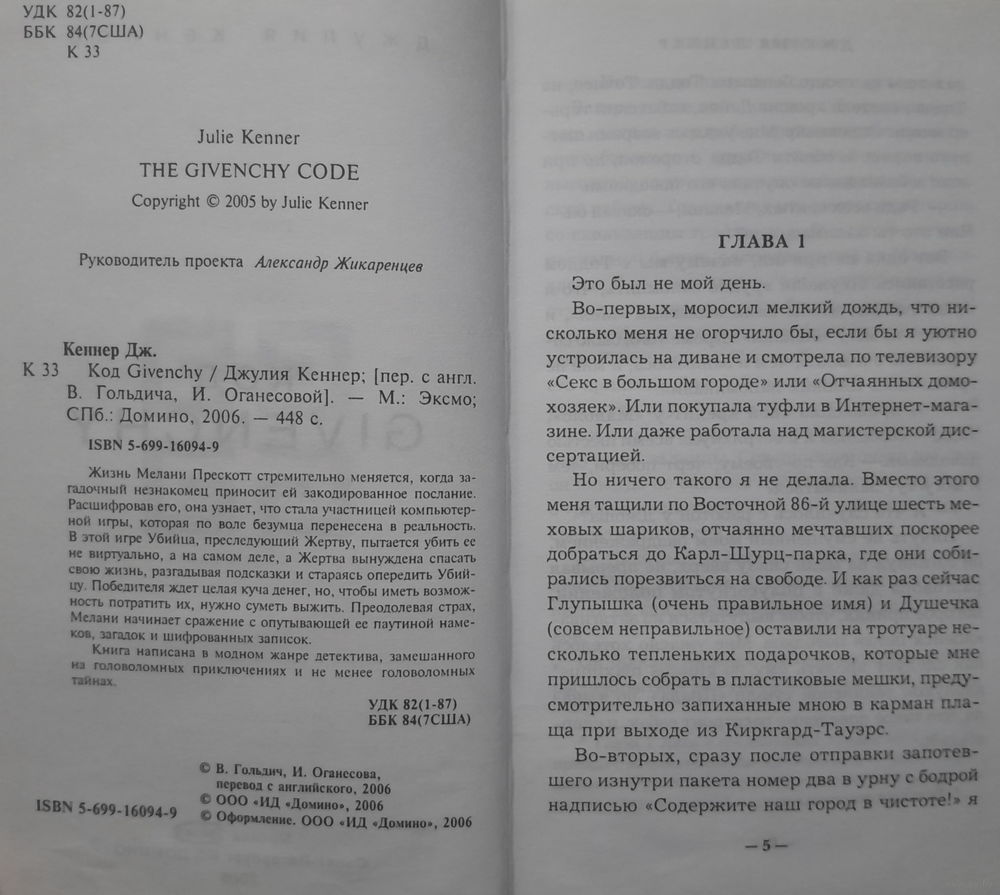 УДК 82(1-87)
ББК 84(7США)
К 33
Julie Kenner
THE GIVENCHY CODE
Copyright © 2005 by Julie Kenner
Руководитель проекта Александр Жикаренцев
Кеннер Дж.
К 33 Код Givenchy / Джулия Кеннер; [пер. с англ.
В. Гольдича, И. Оганесовой]. — М.: Эксмо;
СПб.: Домино, 2006. — 448 с.
ISBN 5-699-16094-9
Жизнь Мелани Прескотт стремительно меняется, когда за-
гадочный незнакомец приносит ей закодированное послание.
Расшифровав его, она узнает, что стала участницей компьютер-
ной игры, которая по воле безумца перенесена в реальность.
В этой игре Убийца, преследующий Жертву, пытается убить ее
не виртуально, а на самом деле, а Жертва вынуждена спасать
свою жизнь, разгадывая подсказки и стараясь опередить Убий-
цу. Победителя ждет целая куча денег, но, чтобы иметь возмож-
ность потратить их, нужно суметь выжить. Преодолевая страх,
Мелани начинает сражение с опутывающей ее паутиной наме-
ков, загадок и шифрованных записок.
Книга написана в модном жанре детектива, замешанного
на головоломных приключениях и не менее головоломных
тайнах.
УДК 82(1-87)
ББК 84(7США)
© В. Гольдич, И. Оганесова,
перевод с английского, 2006
© ООО «ИД «Домино», 2006
ISBN 5-699-16094-9 © Оформление. ООО «ИД «Домино», 2006
ГЛАВА 1
Это был не мой день.
Во-первых, моросил мелкий дождь, что ни-
сколько меня не огорчило бы, если бы я уютно
устроилась на диване и смотрела по телевизору
«Секс в большом городе» или «Отчаянных домо-
хозяек». Или покупала туфли в Интернет-мага-
зине. Или даже работала над магистерской дис-
сертацией.
Но ничего такого я не делала. Вместо этого
меня тащили по Восточной 86-й улице шесть ме-
ховых шариков, отчаянно мечтавших поскорее
добраться до Карл-Шурц-парка, где они соби-
рались порезвиться на свободе. И как раз сейчас
Глупышка (очень правильное имя) и Душечка
(совсем неправильное) оставили на тротуаре не-
сколько тепленьких подарочков, которые мне
пришлось собрать в пластиковые мешки, преду-
смотрительно запиханные мною в карман пла-
ща при выходе из Киркгард-Тауэрс.
Во-вторых, сразу после отправки запотев-
шего изнутри пакета номер два в урну с бодрой
надписью «Содержите наш город в чистоте!» я
— 5 —